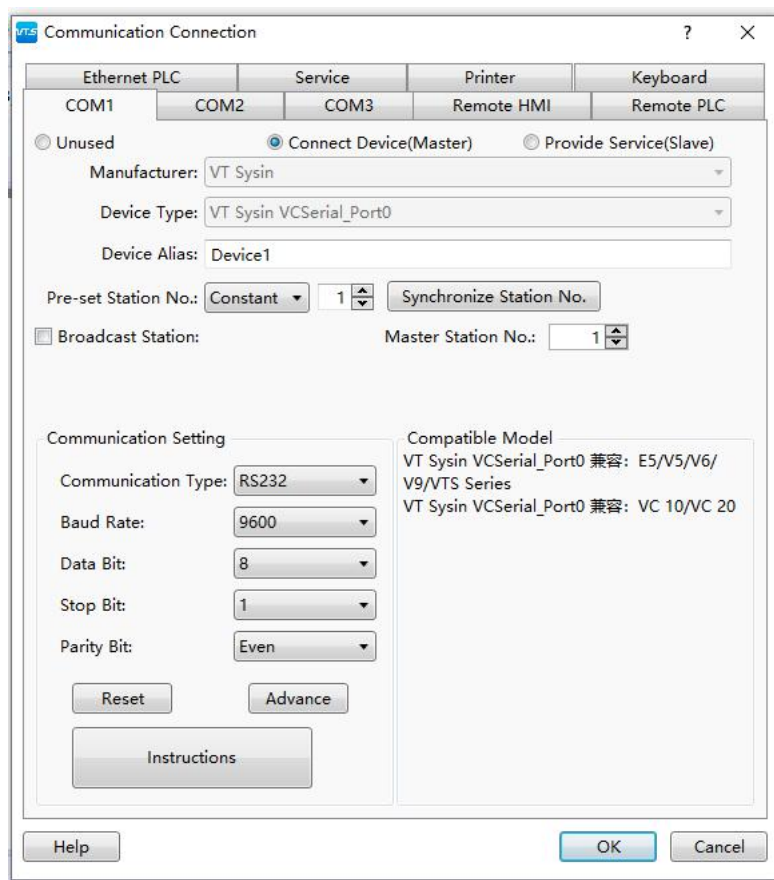 VTS Communication Connection ? ×
Ethernet PLC Service Printer Keyboard
COM1 COM2 COM3 Remote HMI Remote PLC
Unused Connect Device(Master) Provide Service(Slave)
Manufacturer: VT Sysin
Device Type: VT Sysin VCSerial_Port0
Device Alias: Device1
Pre-set Station No.: Constant 1 Synchronize Station No.
Broadcast Station: Master Station No.: 1
Communication Setting
Communication Type: RS232
Baud Rate: 9600
Data Bit: 8
Stop Bit: 1
Parity Bit: Even
Reset Advance
Instructions
Compatible Model
VT Sysin VCSerial_Port0 兼容：E5/V5/V6/
V9/VTS Series
VT Sysin VCSerial_Port0 兼容：VC 10/VC 20
Help OK Cancel